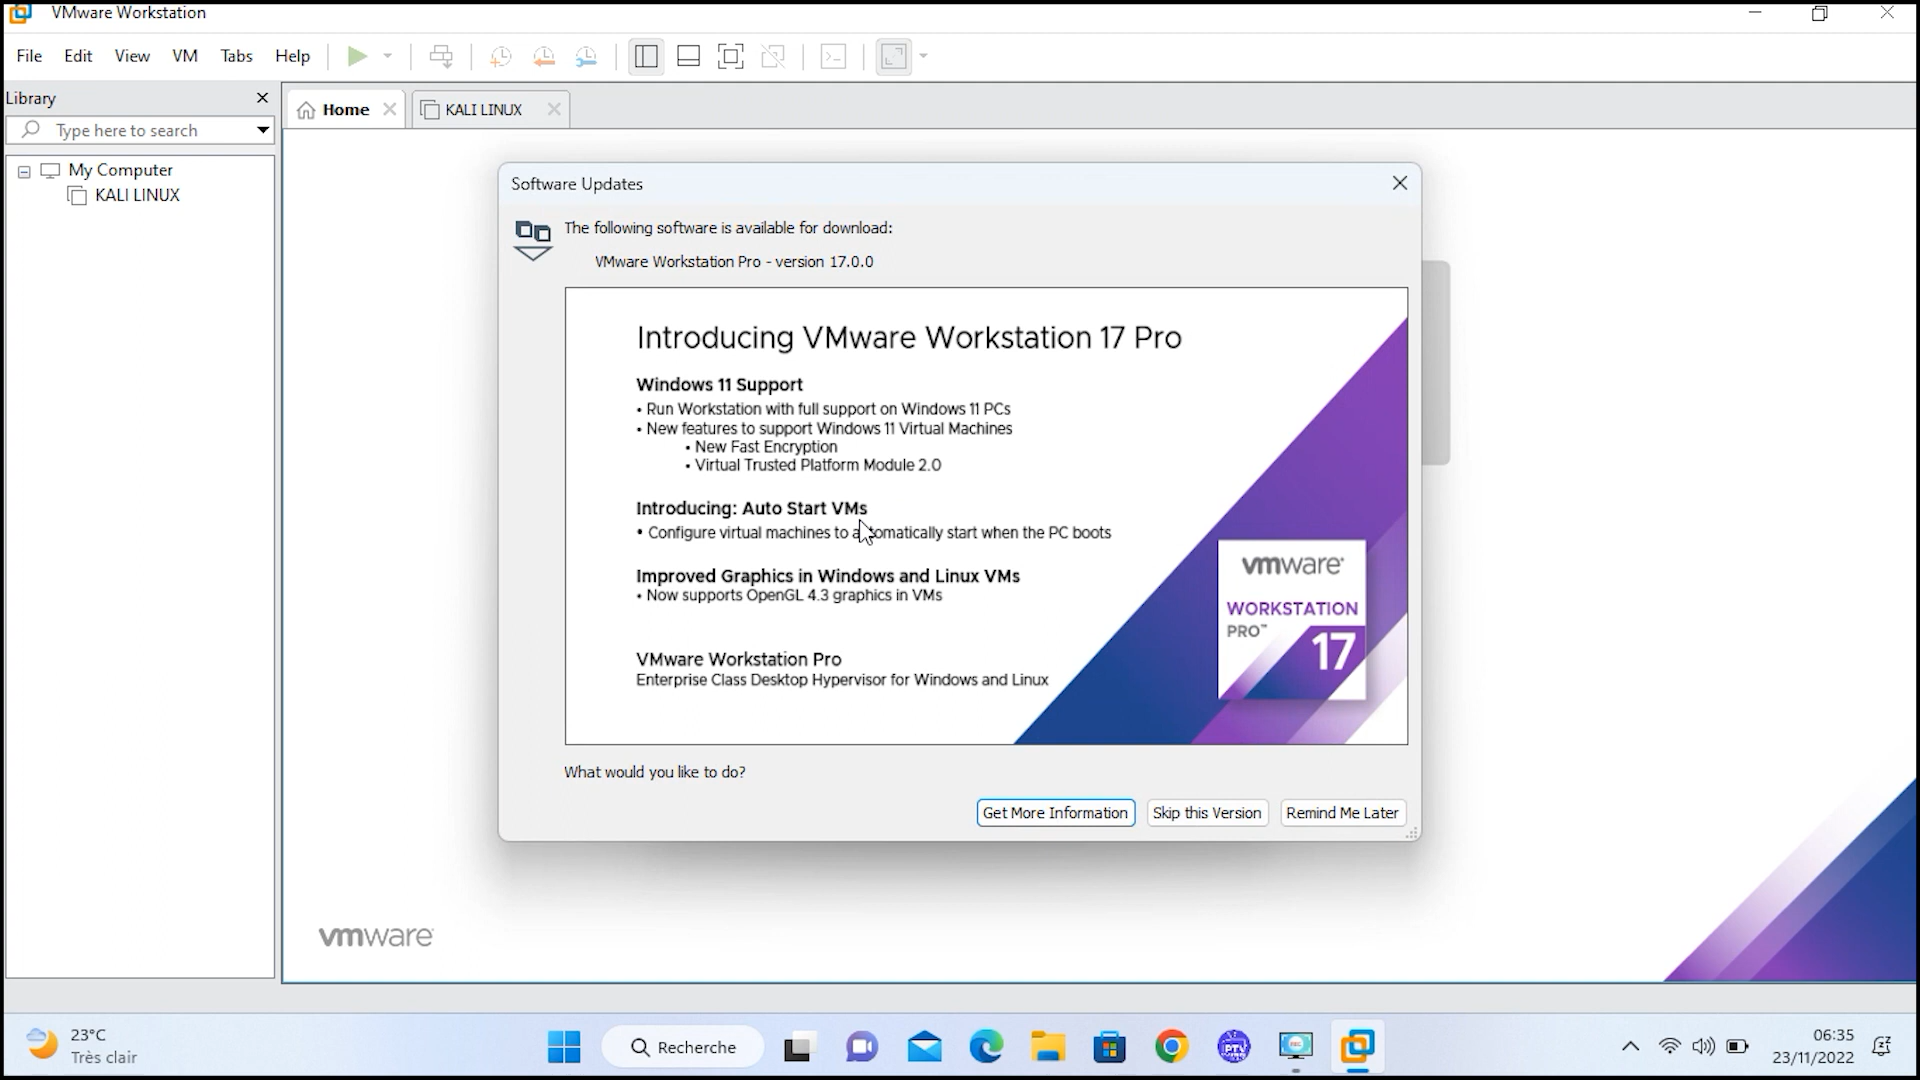 VMware Workstation
File Edit View VM Tabs Help
Library
Type here to search
My Computer
KALI LINUX
Home
KALI LINUX
Software Updates
The following software is available for download:
VMware Workstation Pro - version 17.0.0
Introducing VMware Workstation 17 Pro
Windows 11 Support
• Run Workstation with full support on Windows 11 PCs
• New features to support Windows 11 Virtual Machines
• New Fast Encryption
• Virtual Trusted Platform Module 2.0
Introducing: Auto Start VMs
• Configure virtual machines to automatically start when the PC boots
Improved Graphics in Windows and Linux VMs
• Now supports OpenGL 4.3 graphics in VMs
VMware Workstation Pro
Enterprise Class Desktop Hypervisor for Windows and Linux
vmware
WORKSTATION
PRO™
17
What would you like to do?
Get More Information Skip this Version Remind Me Later
vmware
23°C
Très clair
Recherche
PTV
06:35
23/11/2022